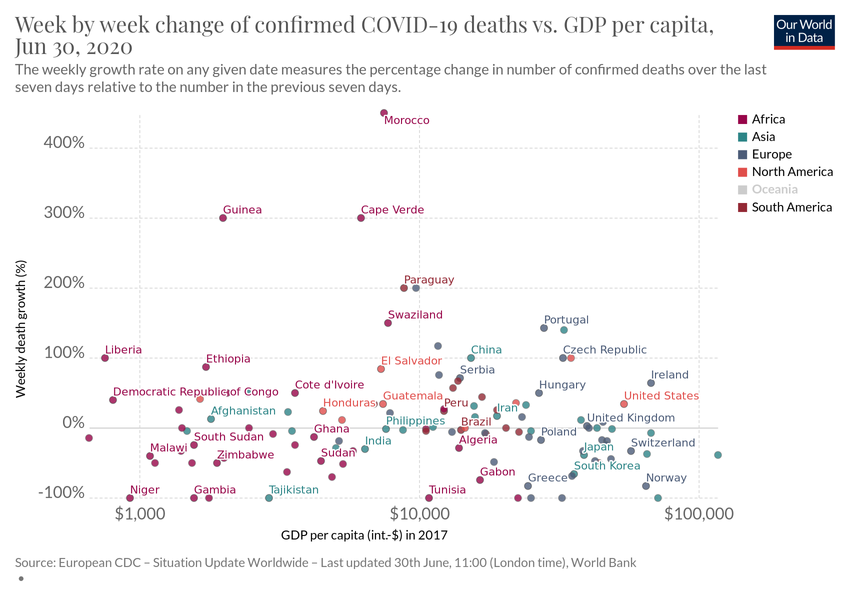 Week by week change of confirmed COVID-19 deaths vs. GDP per capita,
Jun 30, 2020
Our World
in Data
The weekly growth rate on any given date measures the percentage change in number of confirmed deaths over the last
seven days relative to the number in the previous seven days.
Africa
Asia
Europe
North America
Oceania
South America
Weekly death growth (%)
400%
300%
200%
100%
0%
-100%
Morocco
Guinea
Cape Verde
Paraguay
Swaziland
Portugal
Liberia
China
Czech Republic
Ethiopia
El Salvador
Serbia
Ireland
Democratic Republic of Congo
Cote d'Ivoire
Hungary
Honduras
Guatemala
United States
Afghanistan
Peru
Iran
Philippines
Brazil
United Kingdom
South Sudan
Ghana
India
Algeria
Poland
Malawi
Zimbabwe
Sudan
Japan
Switzerland
South Korea
Gabon
Greece
Norway
Niger
Gambia
Tajikistan
Tunisia
$1,000
$10,000
$100,000
GDP per capita (int.-$) in 2017
Source: European CDC – Situation Update Worldwide – Last updated 30th June, 11:00 (London time), World Bank